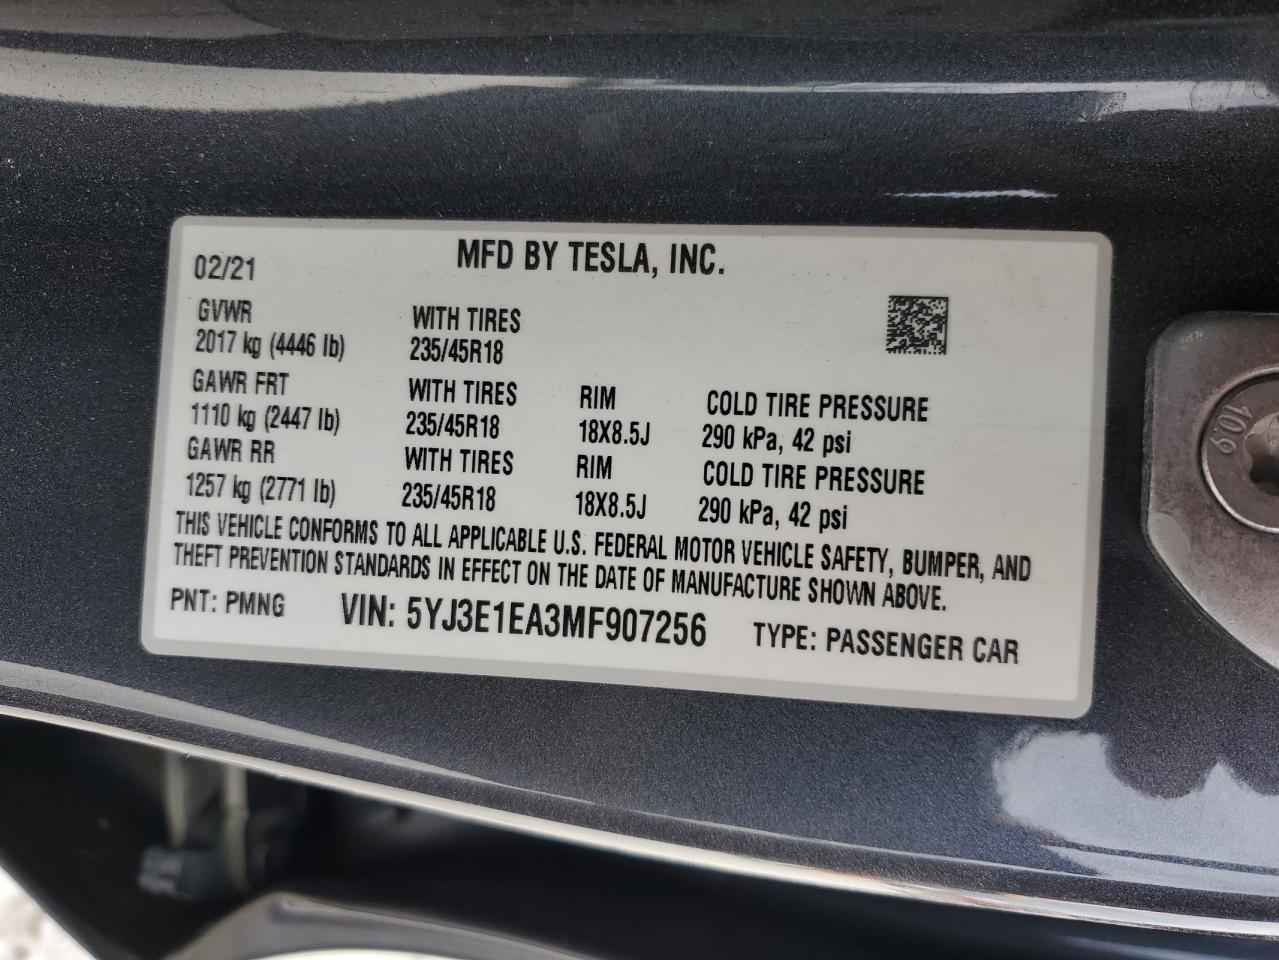 MFD BY TESLA, INC.
02/21
GVWR WITH TIRES
2017 kg (4446 lb) 235/45R18
GAWR FRT WITH TIRES RIM COLD TIRE PRESSURE
1110 kg (2447 lb) 235/45R18 18X8.5J 290 kPa, 42 psi
GAWR RR WITH TIRES RIM COLD TIRE PRESSURE
1257 kg (2771 lb) 235/45R18 18X8.5J 290 kPa, 42 psi
THIS VEHICLE CONFORMS TO ALL APPLICABLE U.S. FEDERAL MOTOR VEHICLE SAFETY, BUMPER, AND
THEFT PREVENTION STANDARDS IN EFFECT ON THE DATE OF MANUFACTURE SHOWN ABOVE.
PNT: PMNG VIN: 5YJ3E1EA3MF907256 TYPE: PASSENGER CAR
10.9